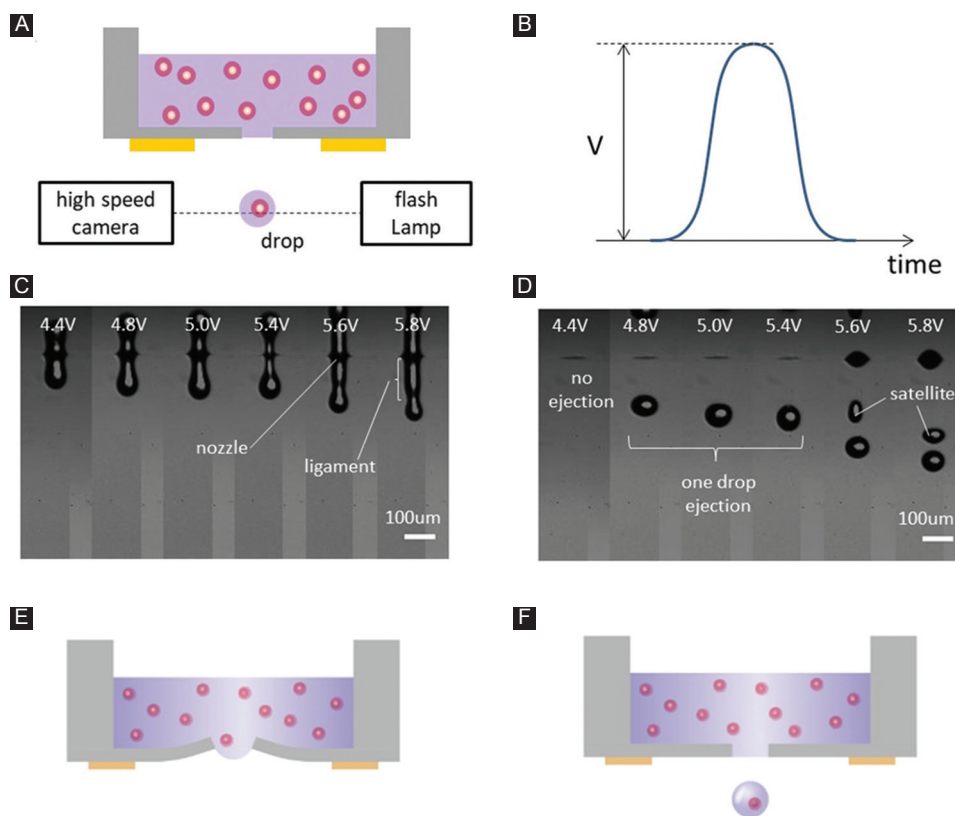 A
high speed
camera
drop
flash
Lamp
B
V
time
C
4.4V 4.8V 5.0V 5.4V 5.6V 5.8V
nozzle
ligament
100um
D
4.4V 4.8V 5.0V 5.4V 5.6V 5.8V
no
ejection
satellite
one drop
ejection
100um
E
F